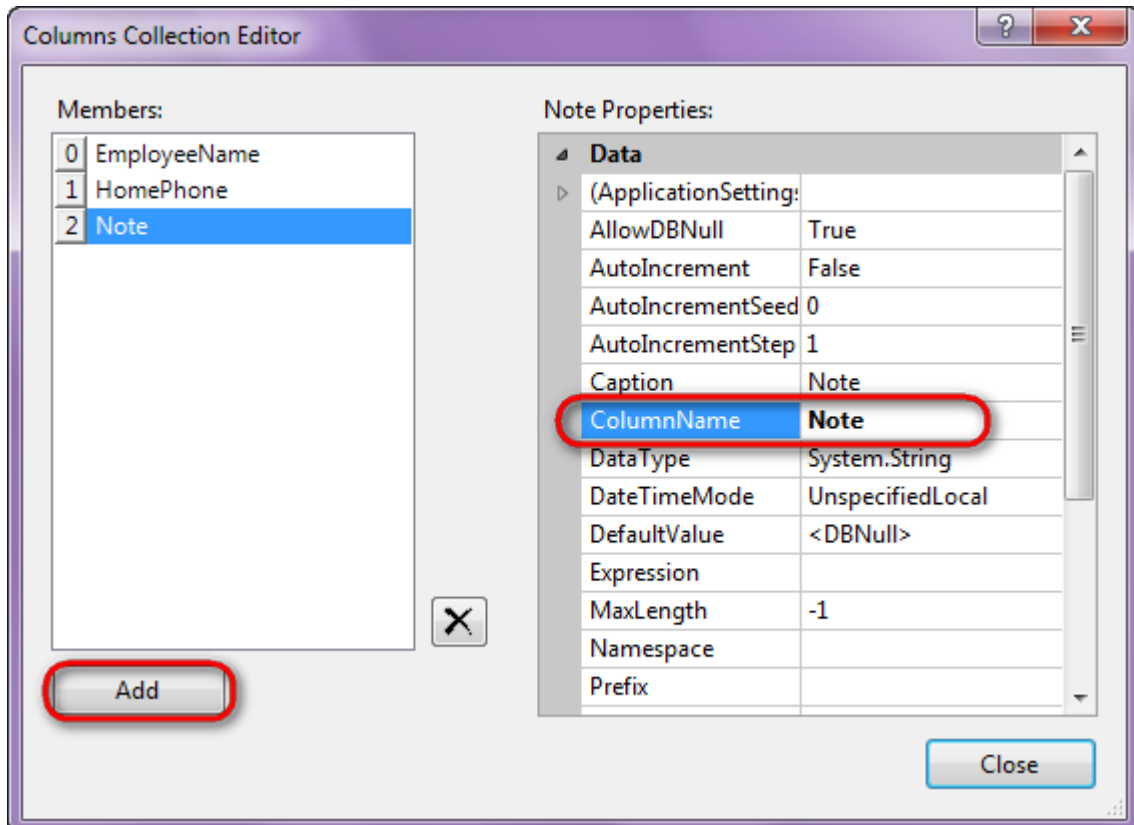 Columns Collection Editor
?
Members:
0 EmployeeName
1 HomePhone
2 Note
Add
Note Properties:
Data
(ApplicationSettings
AllowDBNull True
AutoIncrement False
AutoIncrementSeed 0
AutoIncrementStep 1
Caption Note
ColumnName Note
DataType System.String
DateTimeMode UnspecifiedLocal
DefaultValue <DBNull>
Expression
MaxLength -1
Namespace
Prefix
Close